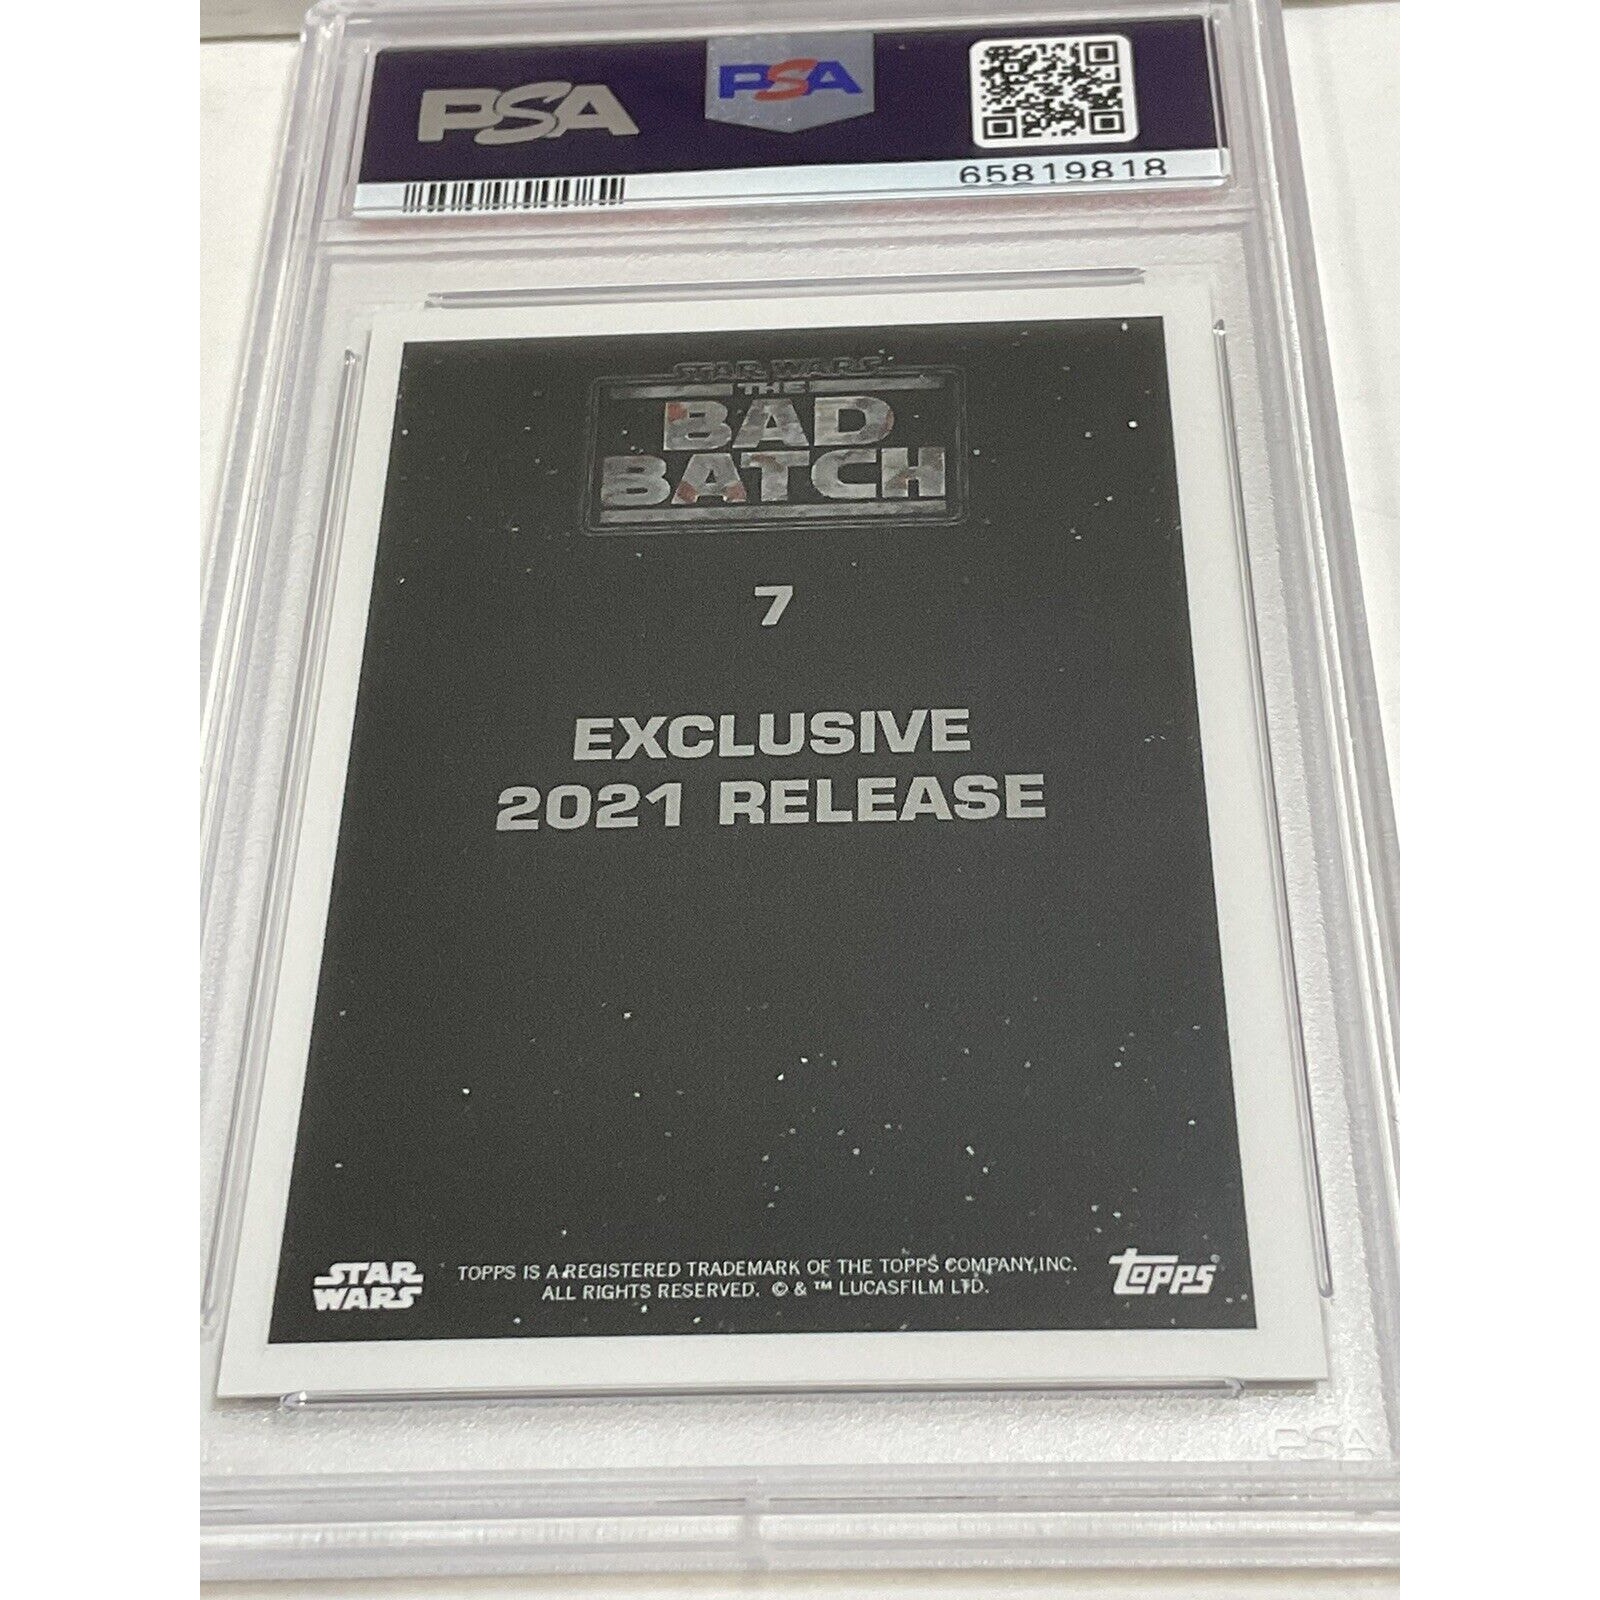 PSA
PSA
65819818
STAR WARS
THE
BAD
BATCH
7
EXCLUSIVE
2021 RELEASE
STAR
WARS
TOPPS IS A REGISTERED TRADEMARK OF THE TOPPS COMPANY, INC.
ALL RIGHTS RESERVED. © & ™ LUCASFILM LTD.
topps®
PSA